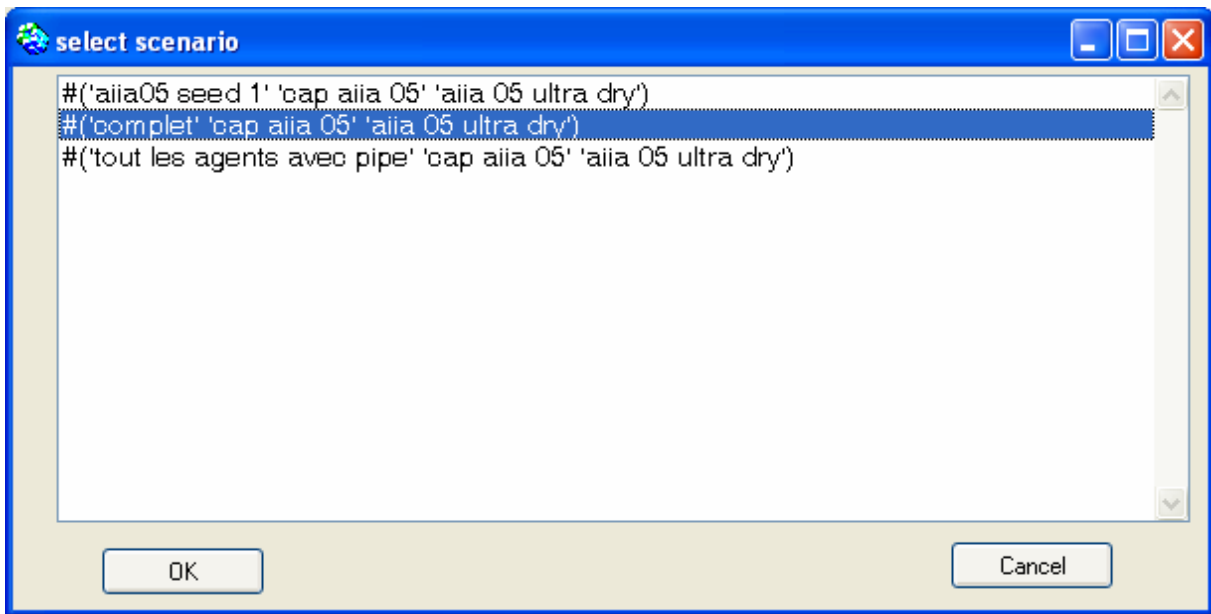 select scenario
#('aiia05 seed 1' 'cap aiia 05' 'aiia 05 ultra dry')
#('complet' 'cap aiia 05' 'aiia 05 ultra dry')
#('tout les agents avec pipe' 'cap aiia 05' 'aiia 05 ultra dry')
OK
Cancel